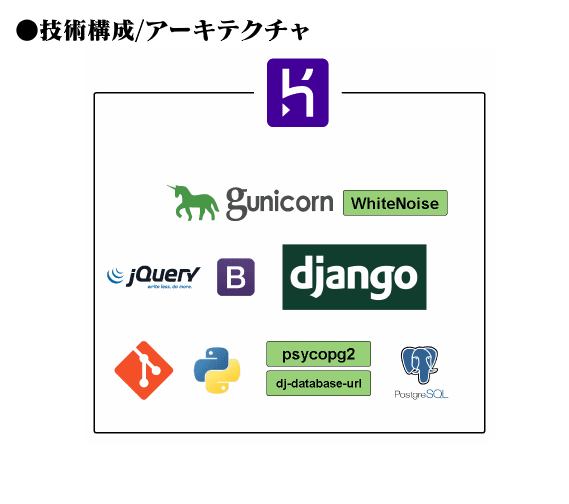 ●技術構成/アーキテクチャ
gunicorn
WhiteNoise
jQuery
write less, do more.
B
django
psycopg2
dj-database-url
PostgreSQL